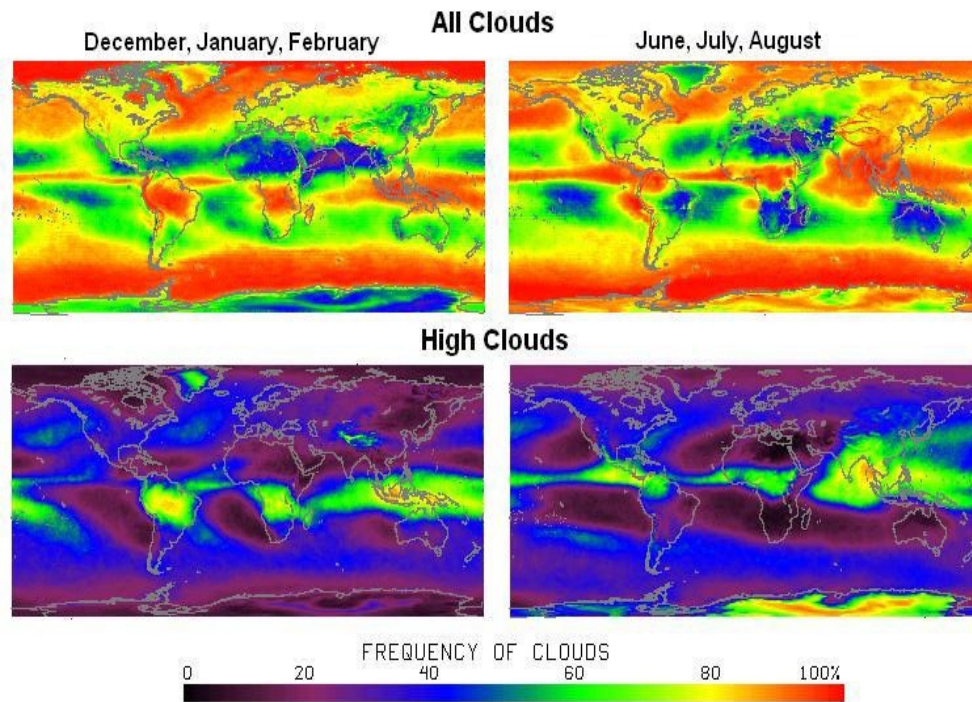 All Clouds
December, January, February
June, July, August
High Clouds
FREQUENCY OF CLOUDS
0 20 40 60 80 100%